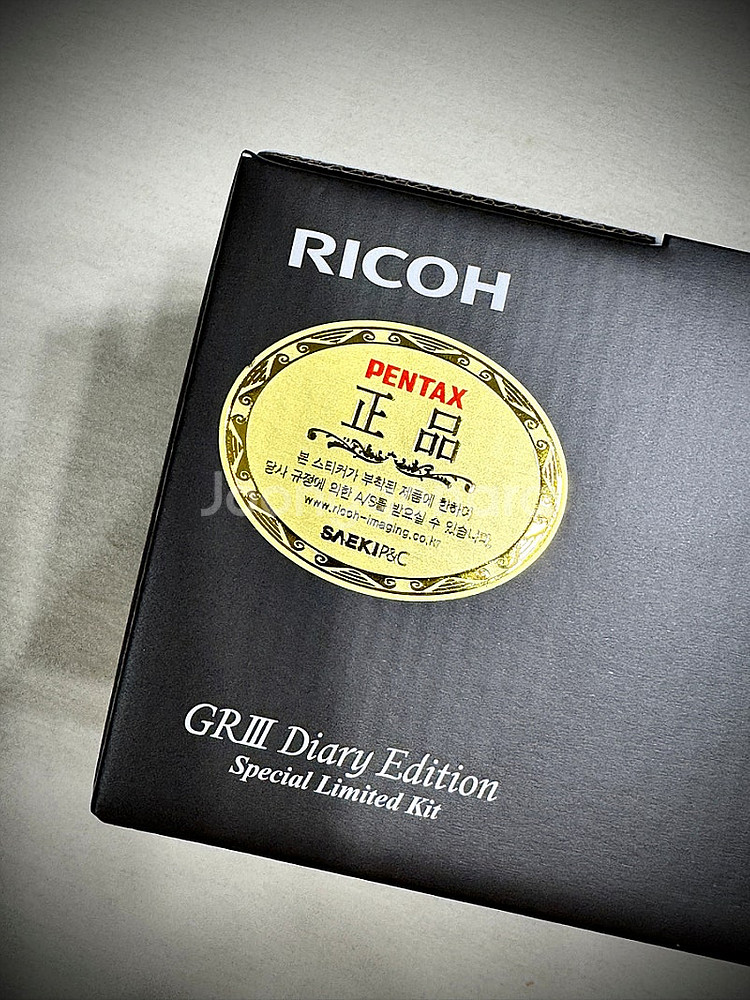 RICOH
PENTAX
正品
본 스티커가 부착된 제품에 한하여
당사 규정에 의한 A/S를 받으실 수 있습니다.
www.ricoh-imaging.co.kr
SAEKI P&C
GRIII Diary Edition
Special Limited Kit